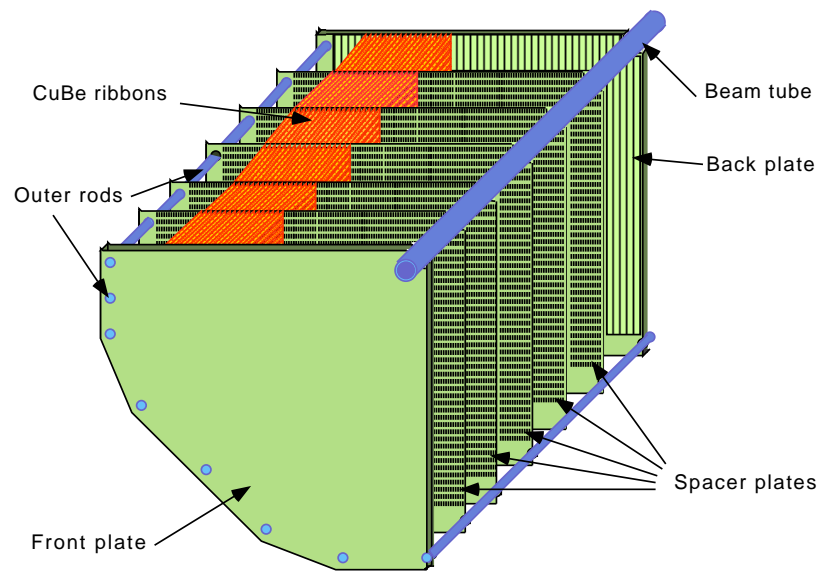 CuBe ribbons
Beam tube
Back plate
Outer rods
Spacer plates
Front plate